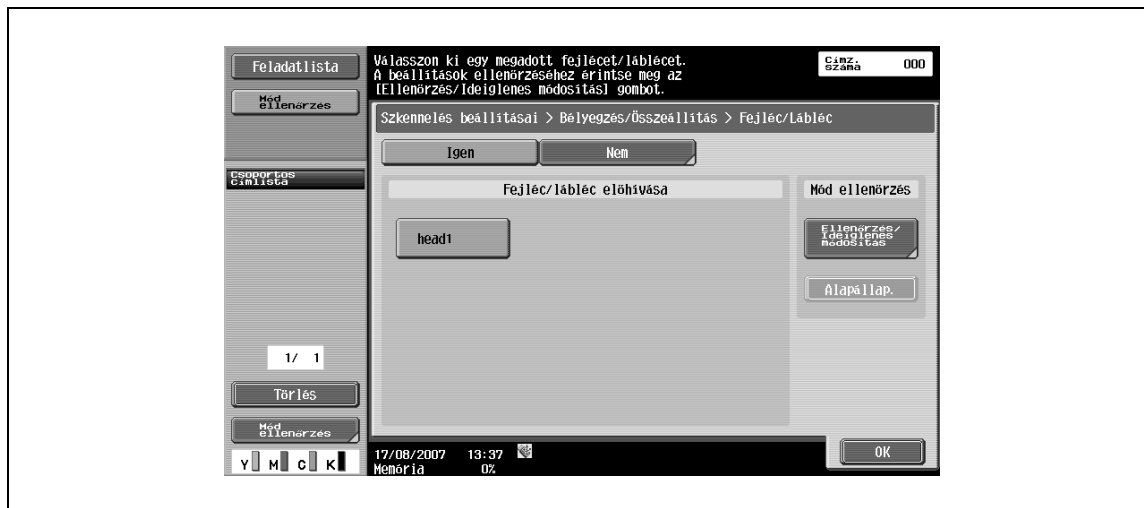 Feladatlista
Mód
ellenőrzés
Válasszon ki egy megadott fejlécet/láblécet.
A beállítások ellenőrzéséhez érintse meg az
[Ellenőrzés/Ideiglenes módosítás] gombot.
Címz.
száma 000
Szkennelés beállításai > Bélyegzés/Összeállítás > Fejléc/Lábléc
Igen Nem
Csoportos
címlista
Fejléc/lábléc előhívása
Mód ellenőrzés
head1
Ellenőrzés/
Ideiglenes
módosítás
Alapállap.
1/ 1
Törlés
Mód
ellenőrzés
Y M C K
17/08/2007 13:37
Memória 0%
OK